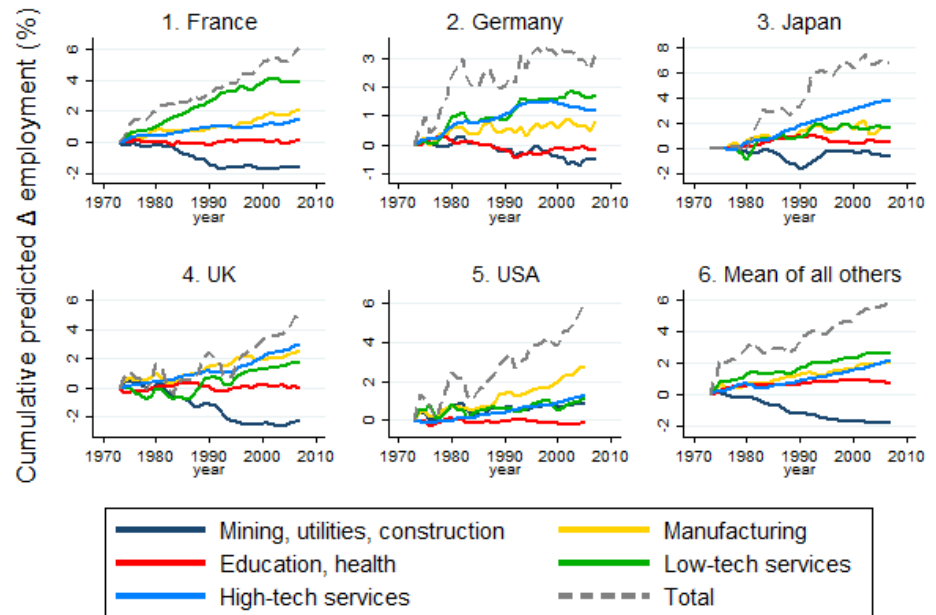 Cumulative predicted Δ employment (%)
1. France
6
4
2
0
-2
1970 1980 1990 2000 2010
year
2. Germany
3
2
1
0
-1
1970 1980 1990 2000 2010
year
3. Japan
8
6
4
2
0
-2
1970 1980 1990 2000 2010
year
4. UK
6
4
2
0
-2
1970 1980 1990 2000 2010
year
5. USA
6
4
2
0
1970 1980 1990 2000 2010
year
6. Mean of all others
6
4
2
0
-2
1970 1980 1990 2000 2010
year
Mining, utilities, construction
Manufacturing
Education, health
Low-tech services
High-tech services
Total